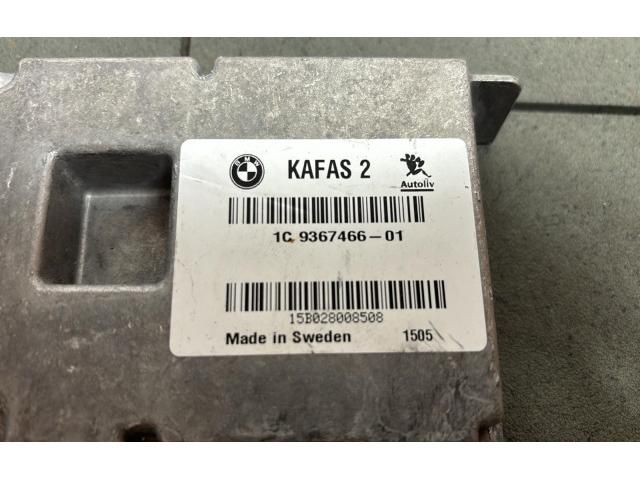 BMW KAFAS 2 Autoliv
1C 9367466-01
15B028008508
Made in Sweden 1505